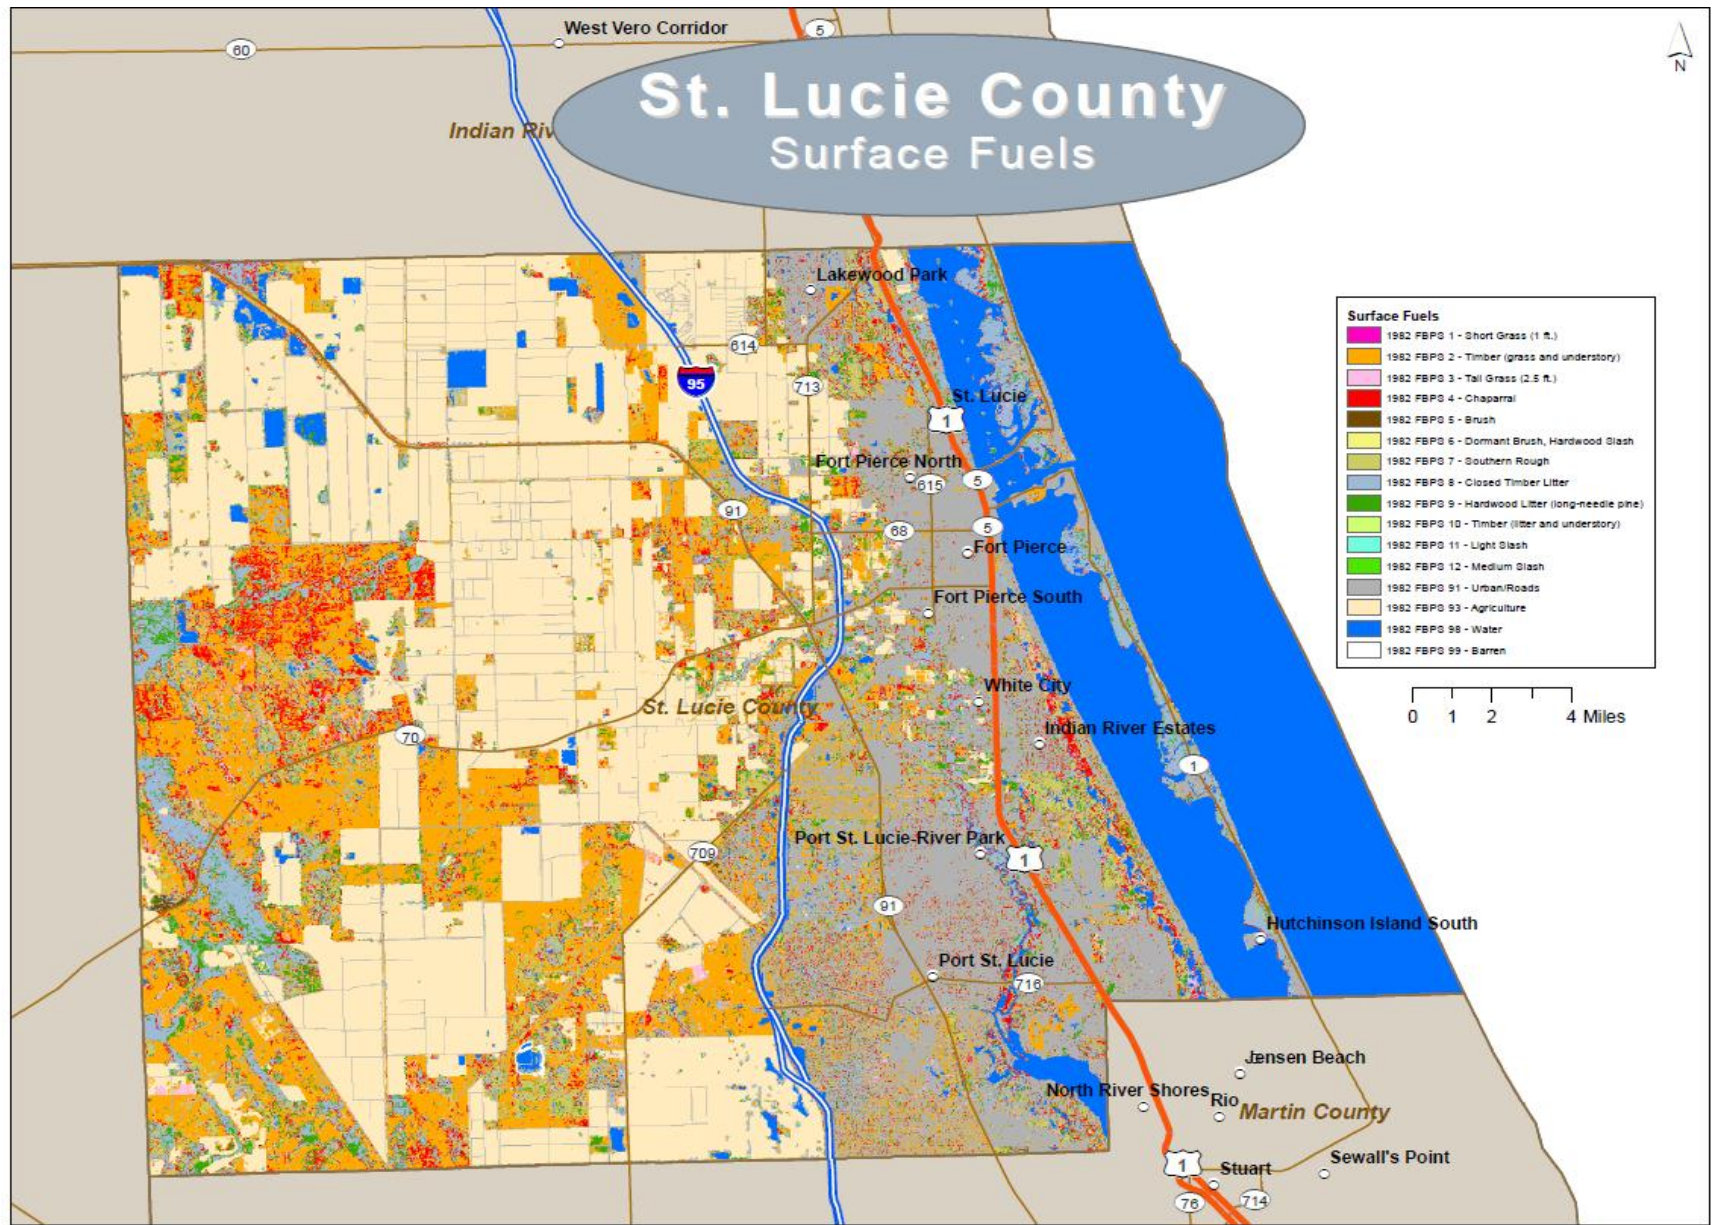 West Vero Corridor
5
60
N
St. Lucie County
Surface Fuels
Indian Riv
Lakewood Park
614
95
713
St. Lucie
1
Fort Pierce North
615
5
91
68
5
Fort Pierce
Fort Pierce South
White City
St. Lucie County
Indian River Estates
70
1
Port St. Lucie-River Park
709
1
91
Hutchinson Island South
Port St. Lucie
716
Jensen Beach
North River Shores
Rio
Martin County
Sewall's Point
1
Stuart
76
714
Surface Fuels
1982 FBPS 1 - Short Grass (1 ft.)
1982 FBPS 2 - Timber (grass and understory)
1982 FBPS 3 - Tall Grass (2.5 ft.)
1982 FBPS 4 - Chaparral
1982 FBPS 5 - Brush
1982 FBPS 6 - Dormant Brush, Hardwood Slash
1982 FBPS 7 - Southern Rough
1982 FBPS 8 - Closed Timber Litter
1982 FBPS 9 - Hardwood Litter (long-needle pine)
1982 FBPS 10 - Timber (litter and understory)
1982 FBPS 11 - Light Slash
1982 FBPS 12 - Medium Slash
1982 FBPS 91 - Urban/Roads
1982 FBPS 93 - Agriculture
1982 FBPS 98 - Water
1982 FBPS 99 - Barren
0 1 2 4 Miles